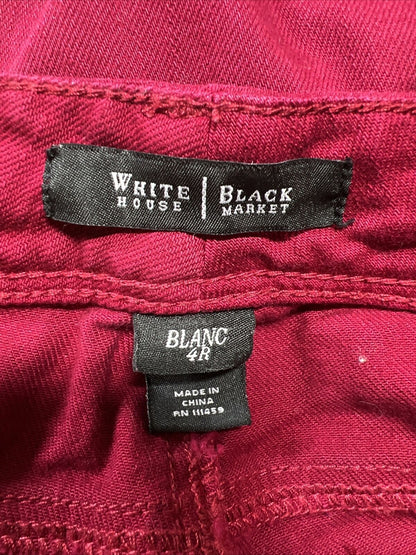 WHITE | BLACK
HOUSE | MARKET
BLANC
4R
MADE IN
CHINA
RN 111459